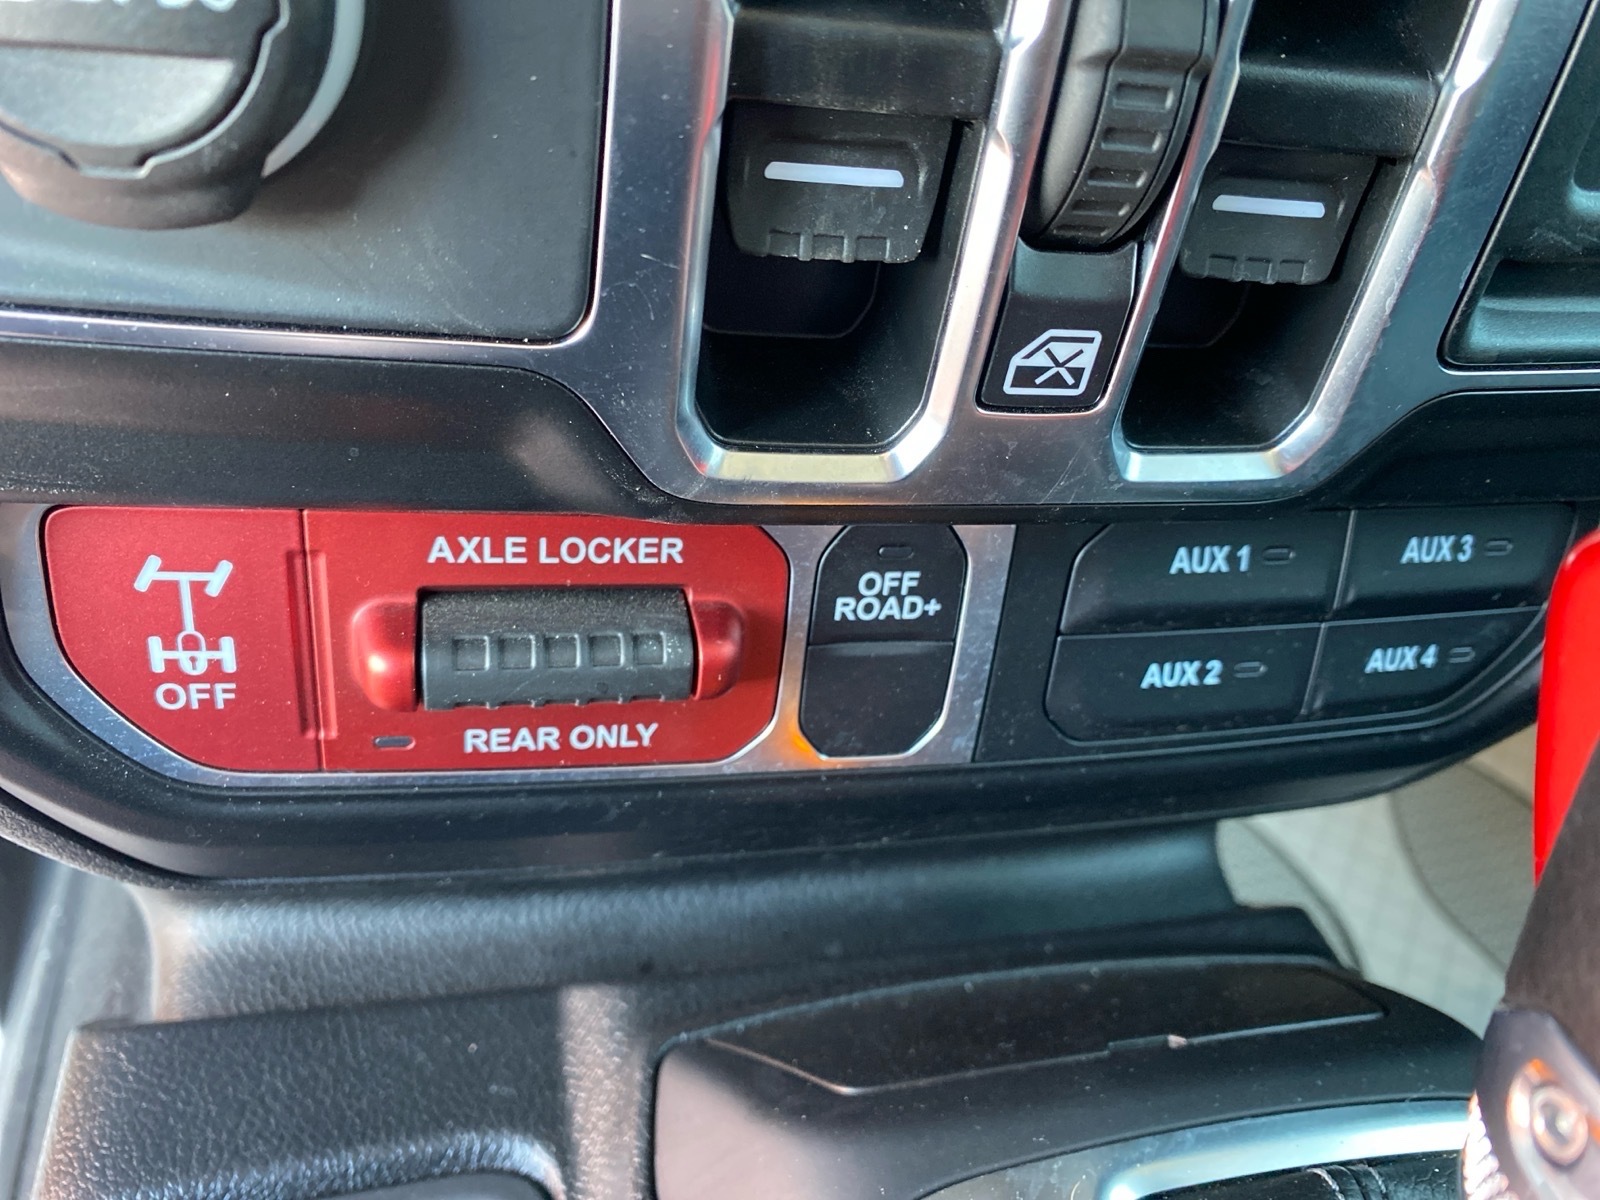 AXLE LOCKER
OFF
REAR ONLY
OFF
ROAD+
AUX 1
AUX 3
AUX 2
AUX 4